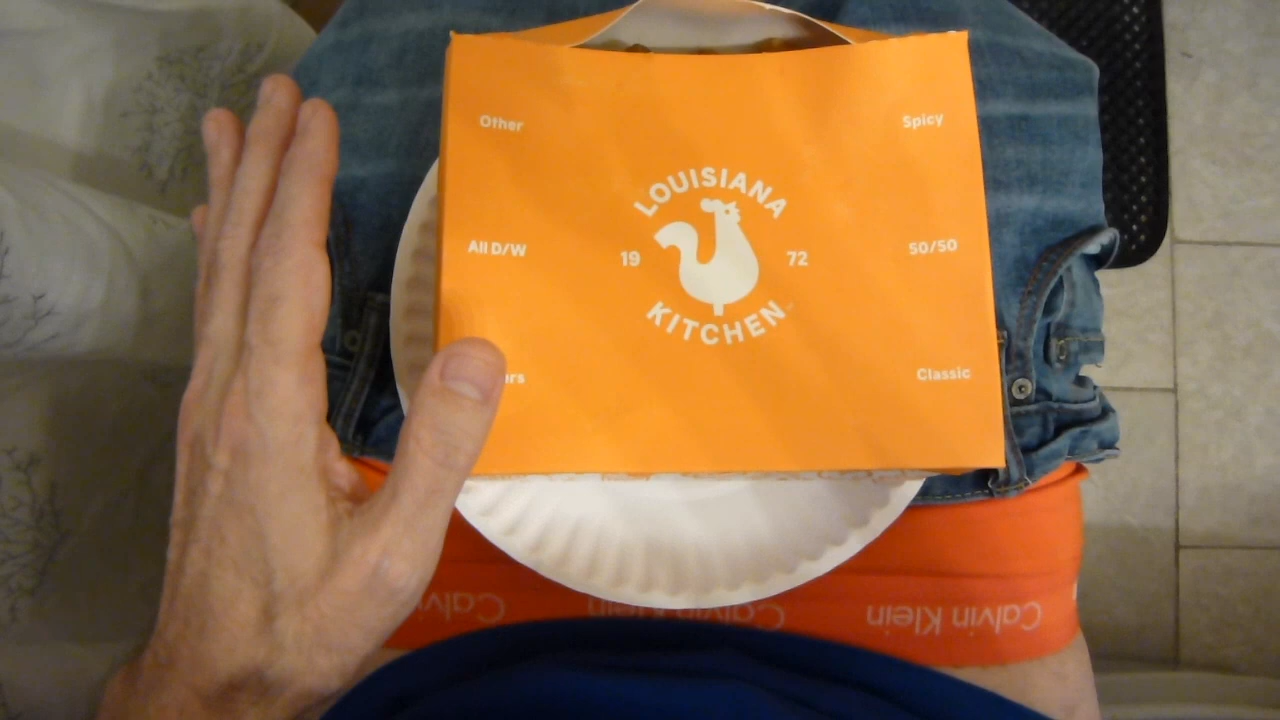 Other
Spicy
LOUISIANA
All D/W
19
72
50/50
KITCHEN
Classic
Calvin Klein
Calvin Klein